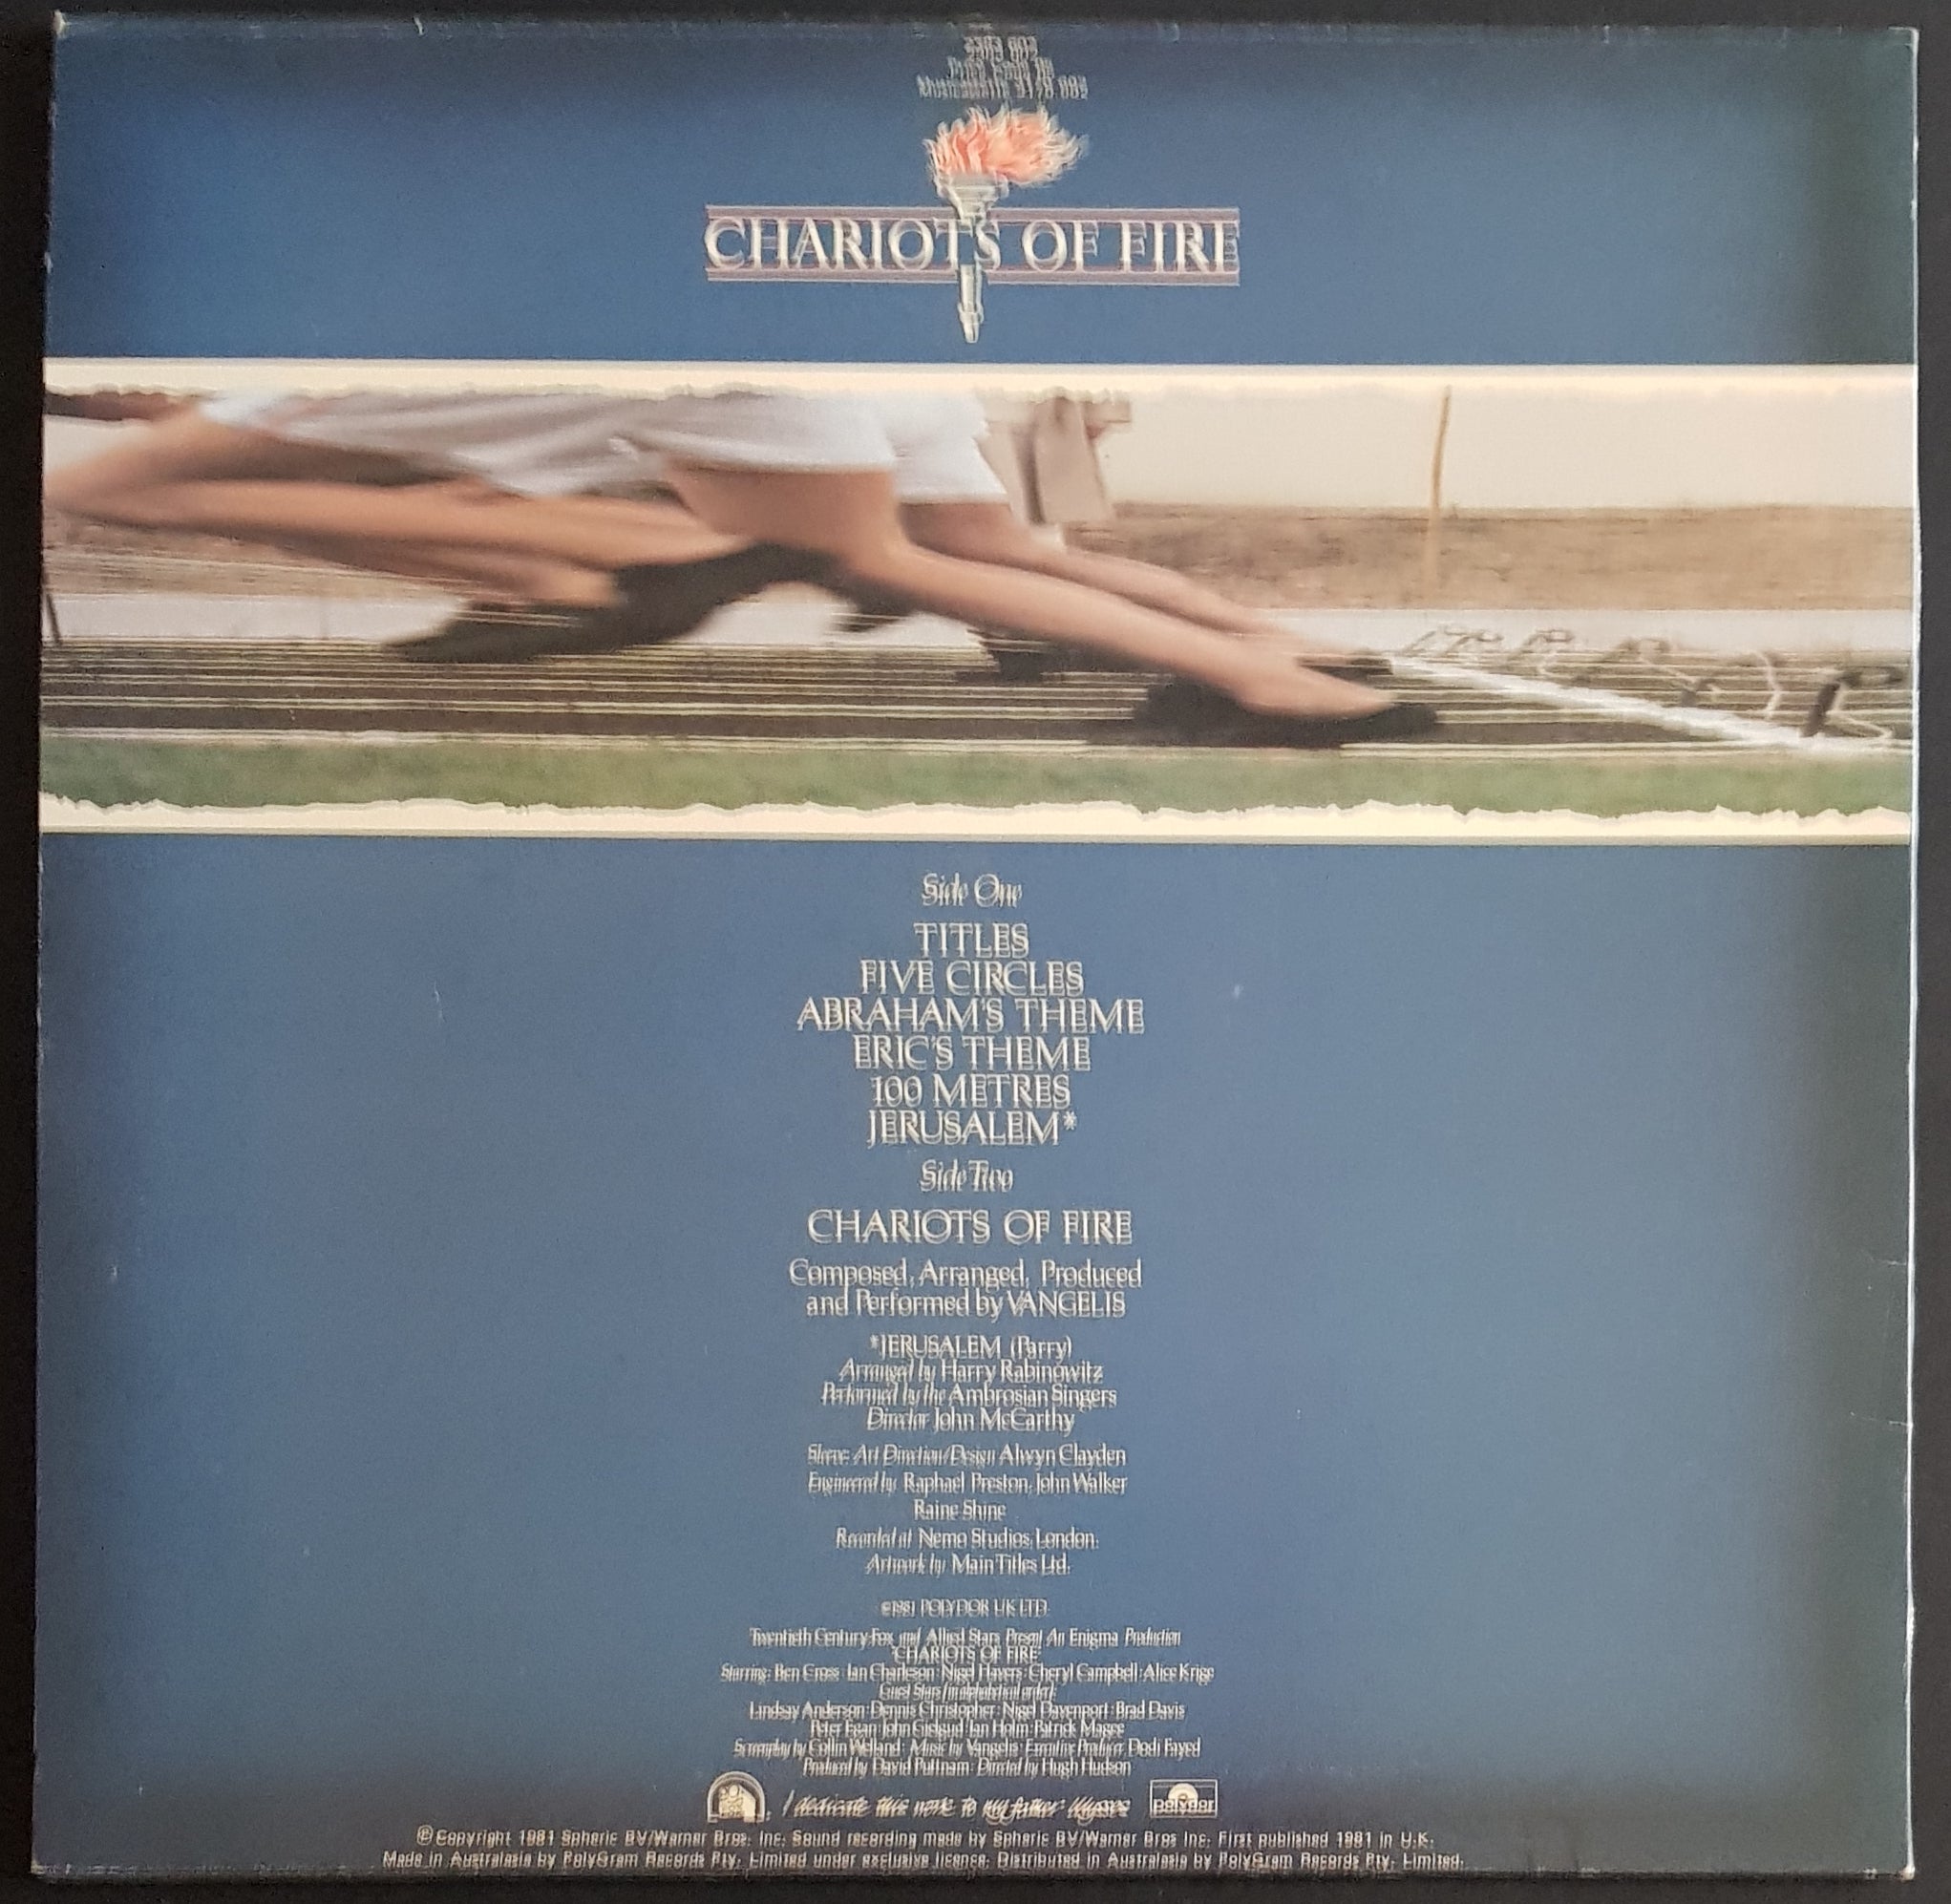 CHARIOTS OF FIRE
Side One
TITLES
FIVE CIRCLES
ABRAHAM'S THEME
ERIC'S THEME
100 METRES
JERUSALEM*
Side Two
CHARIOTS OF FIRE
Composed, Arranged, Produced
and Performed by VANGELIS
*JERUSALEM (Parry)
Arranged by Harry Rabinowitz
Performed by the Ambrosian Singers
Director John McCarthy
Sleeve: Art Direction/Design Alwyn Clayden
Engineered by Raphael Preston, John Walker
Raine Shine
Recorded at Nemo Studios, London.
Artwork by Main Titles Ltd.
©1981 POLYDOR UK LTD.
Twentieth Century-Fox and Allied Stars Present An Enigma Production
"CHARIOTS OF FIRE"
Starring: Ben Cross · Ian Charleson · Nigel Havers · Cheryl Campbell · Alice Krige
Guest Stars (in alphabetical order):
Lindsay Anderson · Dennis Christopher · Nigel Davenport · Brad Davis
Peter Egan · John Gielgud · Ian Holm · Patrick Magee
Screenplay by Collin Welland · Music by Vangelis · Executive Producer Dodi Fayed
Produced by David Puttnam · Directed by Hugh Hudson
I dedicate this work to my father Ulysses
polydor
℗ Copyright 1981 Spheric BV/Warner Bros. Inc. Sound recording made by Spheric BV/Warner Bros Inc. First published 1981 in U.K.
Made in Australasia by PolyGram Records Pty. Limited under exclusive licence. Distributed in Australasia by PolyGram Records Pty. Limited.